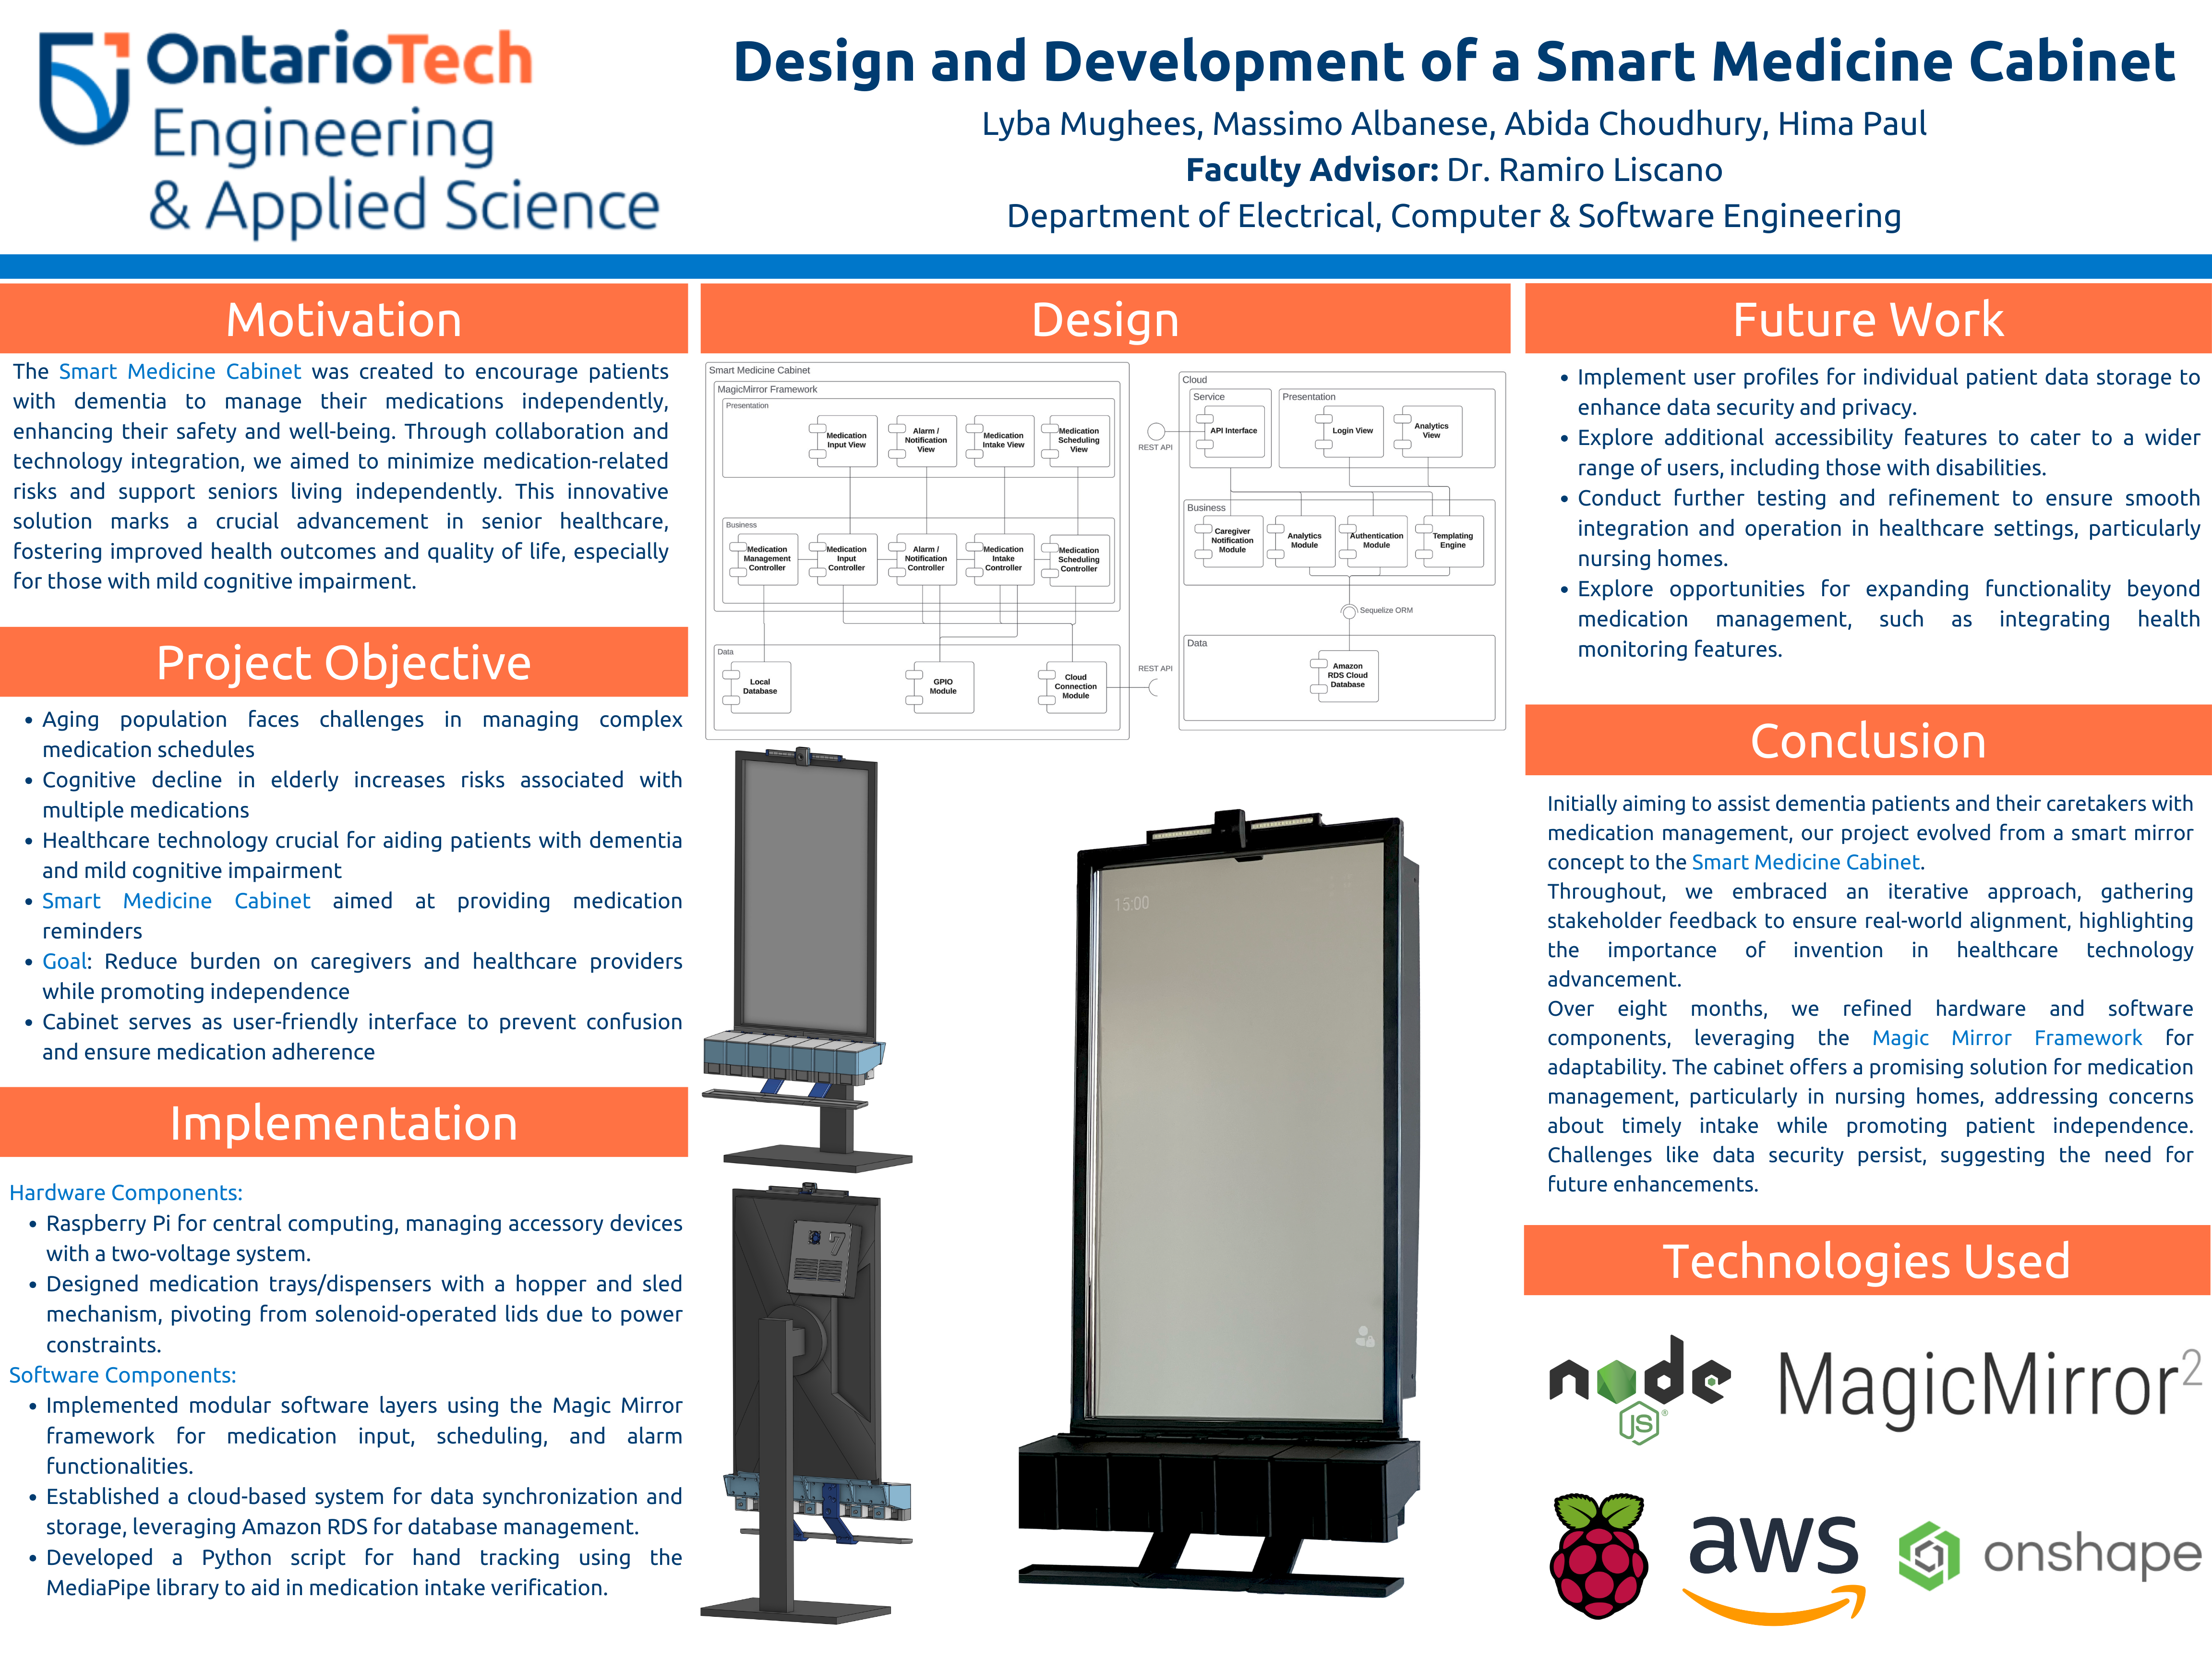 OntarioTech
Engineering
& Applied Science
Design and Development of a Smart Medicine Cabinet
Lyba Mughees, Massimo Albanese, Abida Choudhury, Hima Paul
Faculty Advisor: Dr. Ramiro Liscano
Department of Electrical, Computer & Software Engineering
Motivation
The Smart Medicine Cabinet was created to encourage patients
with dementia to manage their medications independently,
enhancing their safety and well-being. Through collaboration and
technology integration, we aimed to minimize medication-related
risks and support seniors living independently. This innovative
solution marks a crucial advancement in senior healthcare,
fostering improved health outcomes and quality of life, especially
for those with mild cognitive impairment.
Project Objective
• Aging population faces challenges in managing complex
medication schedules
• Cognitive decline in elderly increases risks associated with
multiple medications
• Healthcare technology crucial for aiding patients with dementia
and mild cognitive impairment
• Smart Medicine Cabinet aimed at providing medication
reminders
• Goal: Reduce burden on caregivers and healthcare providers
while promoting independence
• Cabinet serves as user-friendly interface to prevent confusion
and ensure medication adherence
Implementation
Hardware Components:
• Raspberry Pi for central computing, managing accessory devices
with a two-voltage system.
• Designed medication trays/dispensers with a hopper and sled
mechanism, pivoting from solenoid-operated lids due to power
constraints.
Software Components:
• Implemented modular software layers using the Magic Mirror
framework for medication input, scheduling, and alarm
functionalities.
• Established a cloud-based system for data synchronization and
storage, leveraging Amazon RDS for database management.
• Developed a Python script for hand tracking using the
MediaPipe library to aid in medication intake verification.
Design
Smart Medicine Cabinet
MagicMirror Framework
Presentation
Medication
Input View
Alarm /
Notification
View
Medication
Intake View
Medication
Scheduling
View
Business
Medication
Management
Controller
Medication
Input
Controller
Alarm /
Notification
Controller
Medication
Intake
Controller
Medication
Scheduling
Controller
Data
Local
Database
GPIO
Module
Cloud
Connection
Module
REST API
REST API
Cloud
Service
API Interface
Presentation
Login View
Analytics
View
Business
Caregiver
Notification
Module
Analytics
Module
Authentication
Module
Templating
Engine
Sequelize ORM
Data
Amazon
RDS Cloud
Database
7
15:00
Future Work
• Implement user profiles for individual patient data storage to
enhance data security and privacy.
• Explore additional accessibility features to cater to a wider
range of users, including those with disabilities.
• Conduct further testing and refinement to ensure smooth
integration and operation in healthcare settings, particularly
nursing homes.
• Explore opportunities for expanding functionality beyond
medication management, such as integrating health
monitoring features.
Conclusion
Initially aiming to assist dementia patients and their caretakers with
medication management, our project evolved from a smart mirror
concept to the Smart Medicine Cabinet.
Throughout, we embraced an iterative approach, gathering
stakeholder feedback to ensure real-world alignment, highlighting
the importance of invention in healthcare technology
advancement.
Over eight months, we refined hardware and software
components, leveraging the Magic Mirror Framework for
adaptability. The cabinet offers a promising solution for medication
management, particularly in nursing homes, addressing concerns
about timely intake while promoting patient independence.
Challenges like data security persist, suggesting the need for
future enhancements.
Technologies Used
node
JS®
MagicMirror²
aws
onshape